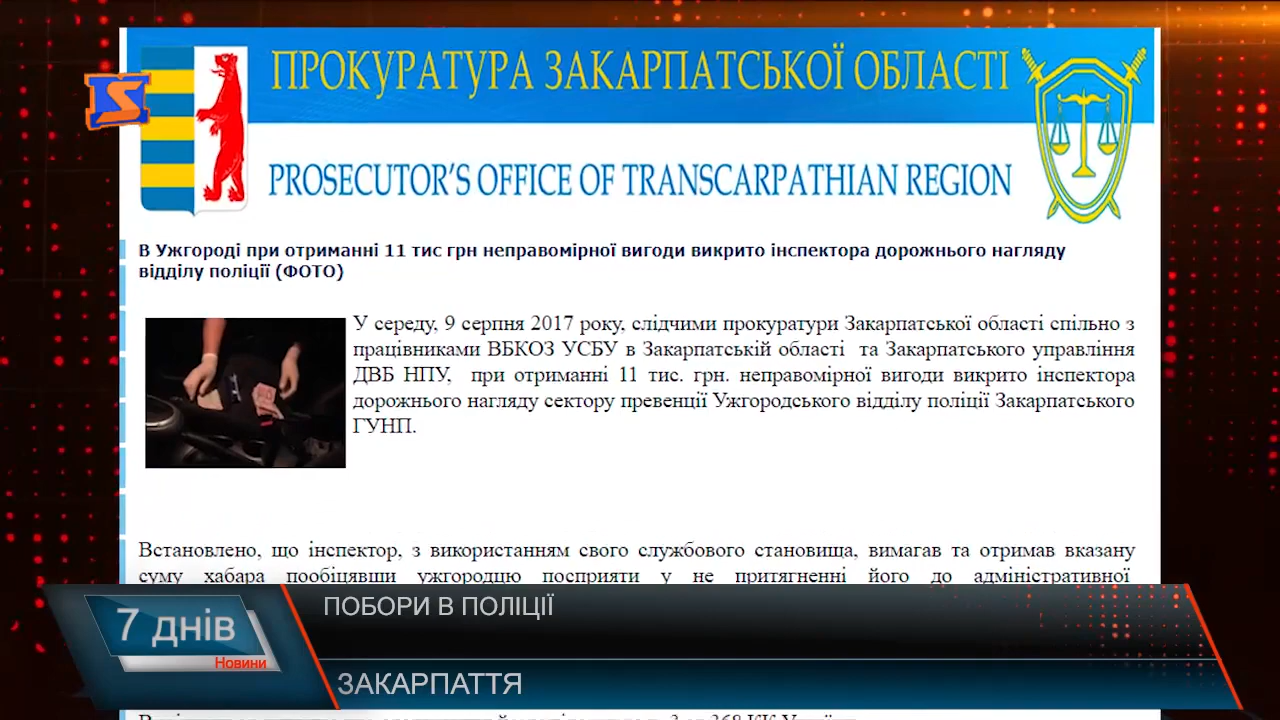 ПРОКУРАТУРА ЗАКАРПАТСЬКОЇ ОБЛАСТІ
PROSECUTOR'S OFFICE OF TRANSCARPATHIAN REGION
В Ужгороді при отриманні 11 тис грн неправомірної вигоди викрито інспектора дорожнього нагляду
відділу поліції (ФОТО)
У середу, 9 серпня 2017 року, слідчими прокуратури Закарпатської області спільно з
працівниками ВБКОЗ УСБУ в Закарпатській області та Закарпатського управління
ДВБ НПУ, при отриманні 11 тис. грн. неправомірної вигоди викрито інспектора
дорожнього нагляду сектору превенції Ужгородського відділу поліції Закарпатського
ГУНП.
Встановлено, що інспектор, з використанням свого службового становища, вимагав та отримав вказану
суму хабара пообіцявши ужгородцю посприяти у не притягненні його до адміністративної
ПОБОРИ В ПОЛІЦІЇ
7 днів
Новини
ЗАКАРПАТТЯ